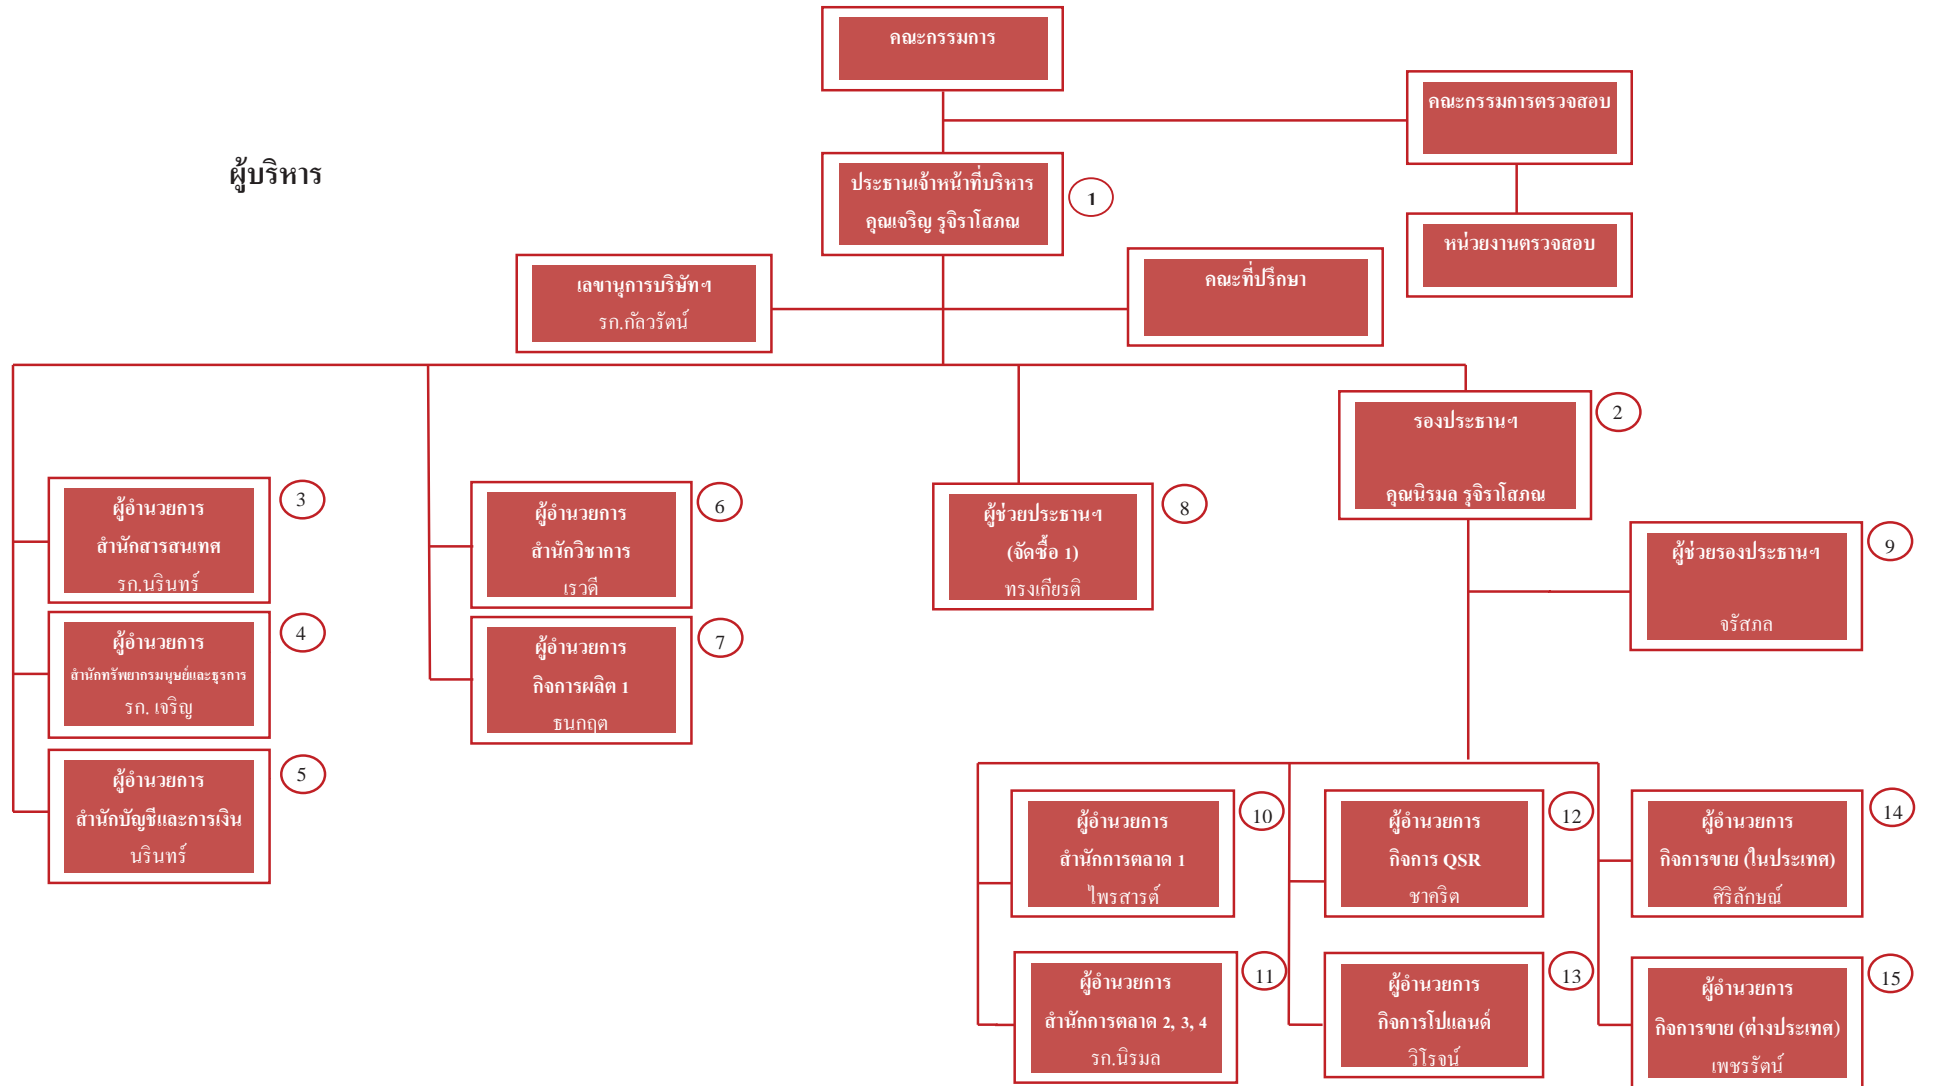 คณะกรรมการ
คณะกรรมการตรวจสอบ
ผู้บริหาร
ประธานเจ้าหน้าที่บริหาร
คุณเจริญ รุจิราโสภณ
1
หน่วยงานตรวจสอบ
เลขานุการบริษัทฯ
รก.กัลวรัตน์
คณะที่ปรึกษา
รองประธานฯ
คุณนิรมล รุจิราโสภณ
2
ผู้อำนวยการ
สำนักสารสนเทศ
รก.นรินทร์
3
ผู้อำนวยการ
สำนักทรัพยากรมนุษย์และธุรการ
รก. เจริญ
4
ผู้อำนวยการ
สำนักบัญชีและการเงิน
นรินทร์
5
ผู้อำนวยการ
สำนักวิชาการ
เรวดี
6
ผู้อำนวยการ
กิจการผลิต 1
ธนกฤต
7
ผู้ช่วยประธานฯ
(จัดซื้อ 1)
ทรงเกียรติ
8
ผู้ช่วยรองประธานฯ
จรัสภล
9
ผู้อำนวยการ
สำนักการตลาด 1
ไพรสารต์
10
ผู้อำนวยการ
สำนักการตลาด 2, 3, 4
รก.นิรมล
11
ผู้อำนวยการ
กิจการ QSR
ชาคริต
12
ผู้อำนวยการ
กิจการโปแลนด์
วิโรจน์
13
ผู้อำนวยการ
กิจการขาย (ในประเทศ)
ศิริลักษณ์
14
ผู้อำนวยการ
กิจการขาย (ต่างประเทศ)
เพชรรัตน์
15